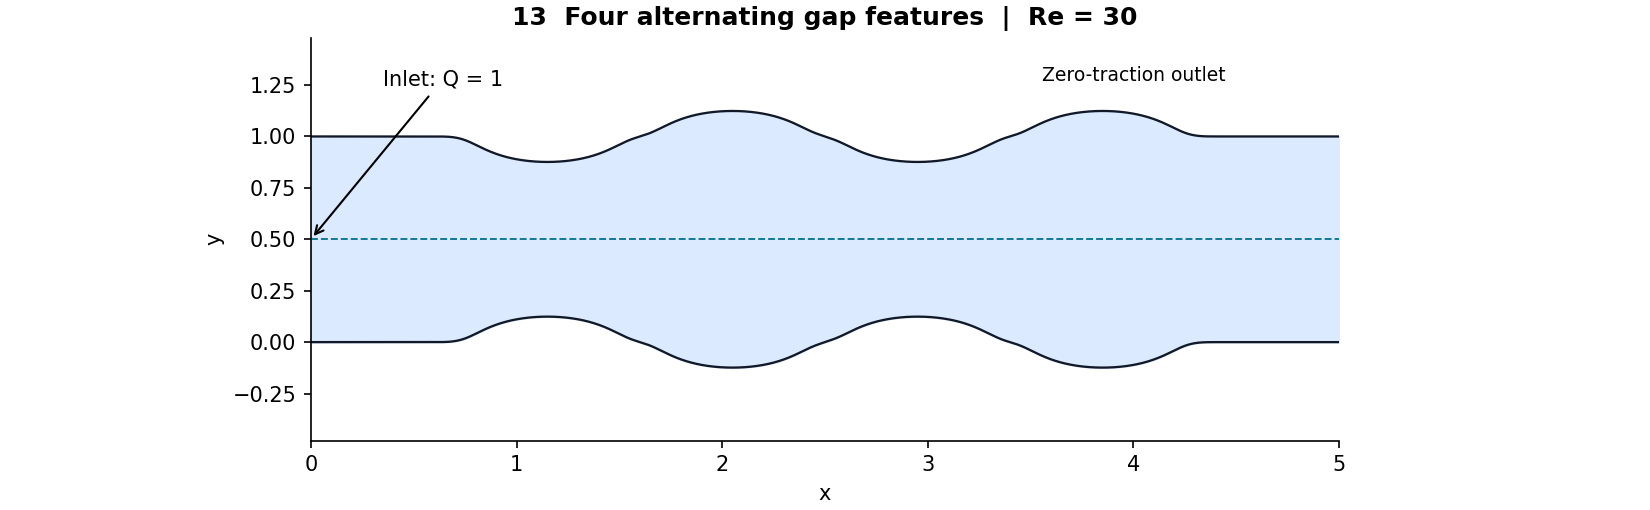 13  Four alternating gap features  |  Re = 30
Inlet: Q = 1
Zero-traction outlet
1.25
1.00
0.75
0.50
0.25
0.00
−0.25
y
0
1
2
3
4
5
x